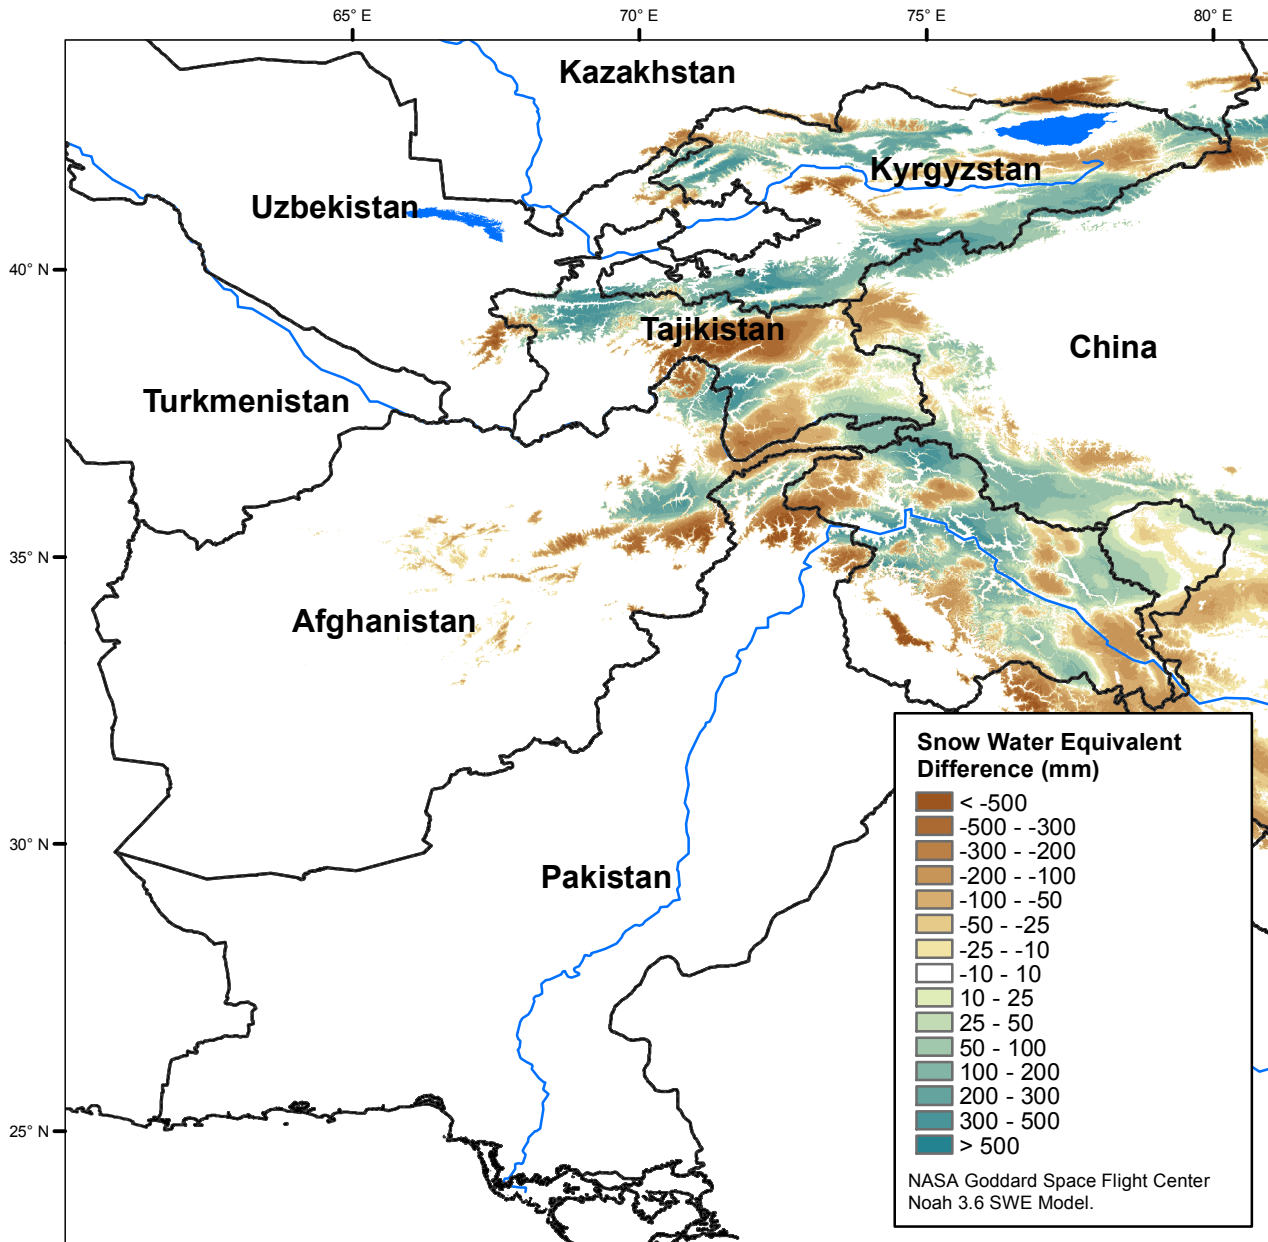 65° E
70° E
75° E
80° E
Kazakhstan
Kyrgyzstan
Uzbekistan
40° N
Tajikistan
China
Turkmenistan
35° N
Afghanistan
30° N
Pakistan
25° N
Snow Water Equivalent
Difference (mm)
< -500
-500 - -300
-300 - -200
-200 - -100
-100 - -50
-50 - -25
-25 - -10
-10 - 10
10 - 25
25 - 50
50 - 100
100 - 200
200 - 300
300 - 500
> 500
NASA Goddard Space Flight Center
Noah 3.6 SWE Model.